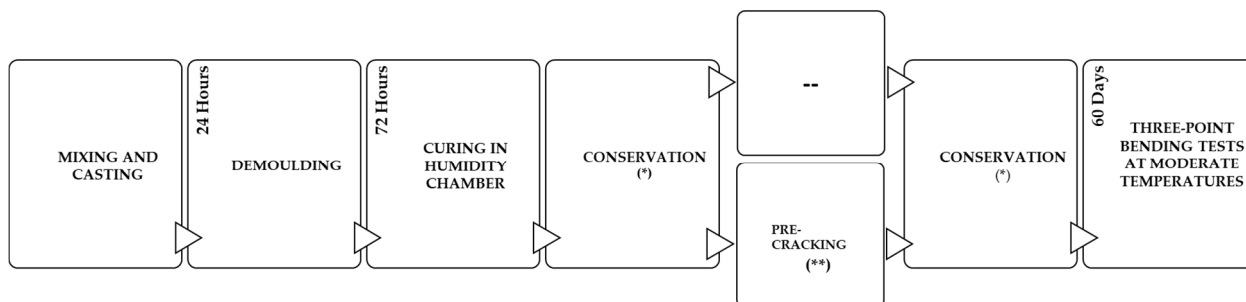 MIXING AND
CASTING
24 Hours
DEMOULDING
72 Hours
CURING IN
HUMIDITY
CHAMBER
CONSERVATION
(*)
--
PRE-
CRACKING
(**)
CONSERVATION
(*)
60 Days
THREE-POINT
BENDING TESTS
AT MODERATE
TEMPERATURES